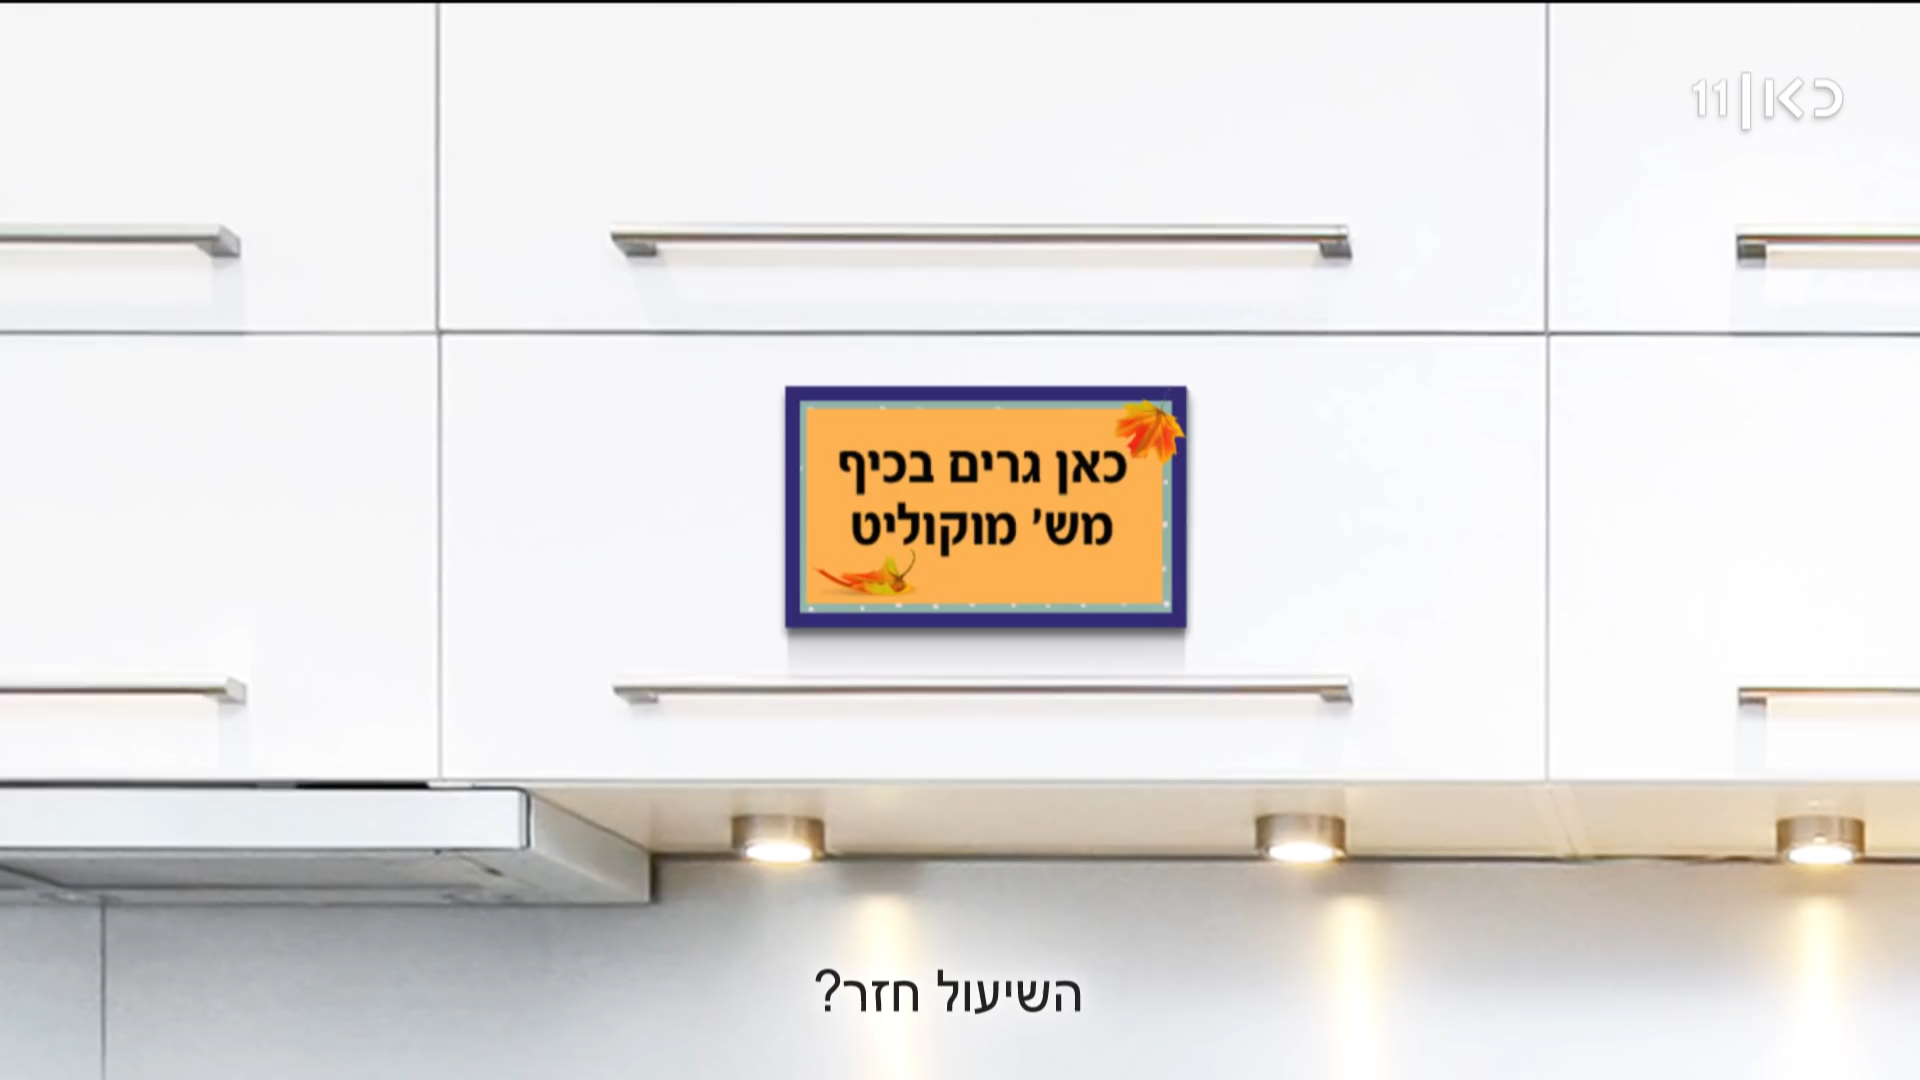 כאן 11
כאן גרים בכיף
מש' מוקוליט
השיעול חזר?